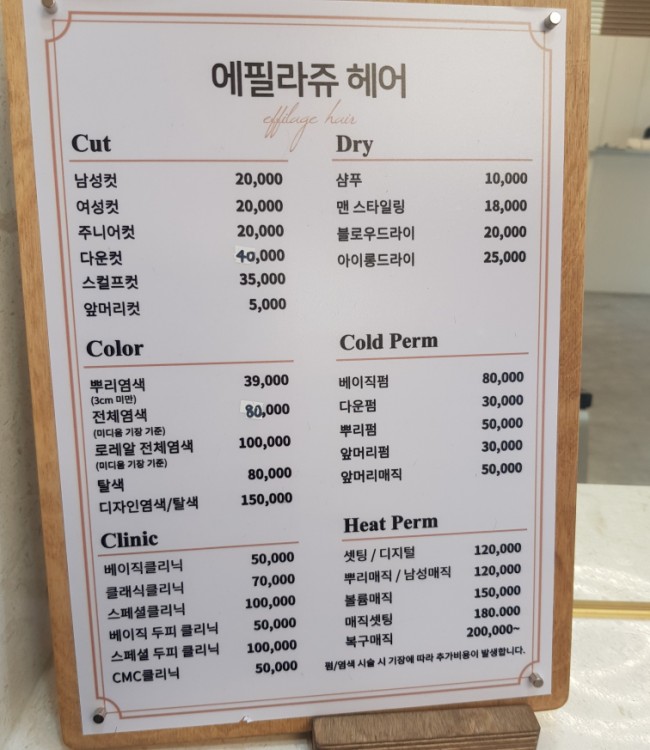 에필라쥬 헤어
effilage hair
Cut
남성컷 20,000
여성컷 20,000
주니어컷 20,000
다운컷 40,000
스컬프컷 35,000
앞머리컷 5,000
Dry
샴푸 10,000
맨 스타일링 18,000
블로우드라이 20,000
아이롱드라이 25,000
Color
뿌리염색 39,000
(3cm 미만)
전체염색 80,000
(미디움 기장 기준)
로레알 전체염색 100,000
(미디움 기장 기준)
탈색 80,000
디자인염색/탈색 150,000
Cold Perm
베이직펌 80,000
다운펌 30,000
뿌리펌 50,000
앞머리펌 30,000
앞머리매직 50,000
Clinic
베이직클리닉 50,000
클래식클리닉 70,000
스페셜클리닉 100,000
베이직 두피 클리닉 50,000
스페셜 두피 클리닉 100,000
CMC클리닉 50,000
Heat Perm
셋팅 / 디지털 120,000
뿌리매직 / 남성매직 120,000
볼륨매직 150,000
매직셋팅 180.000
복구매직 200,000~
펌/염색 시술 시 기장에 따라 추가비용이 발생합니다.